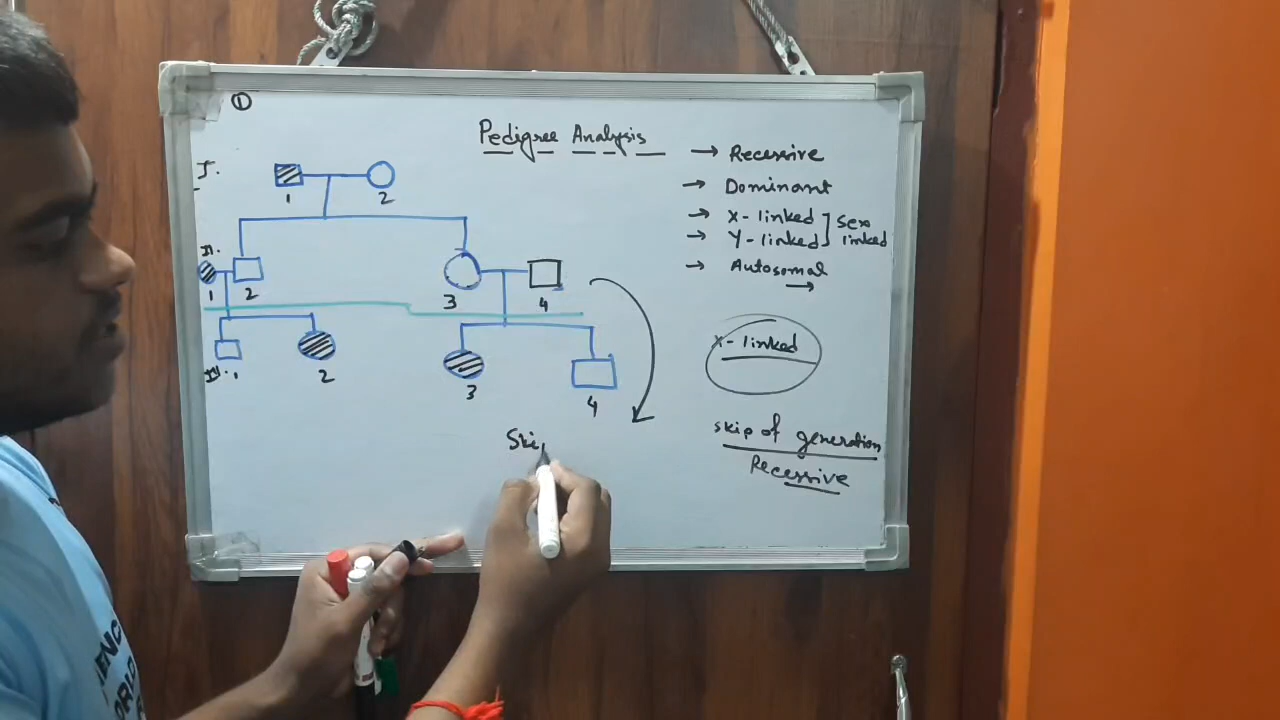 ①
Pedigree Analysis
→ Recessive
→ Dominant
→ X-linked
→ Y-linked
] Sex linked
→ Autosomal
I.
1 2
II.
1 2 3 4
III.
1 2 3 4
X-linked
skip of generation
Recessive
Skip